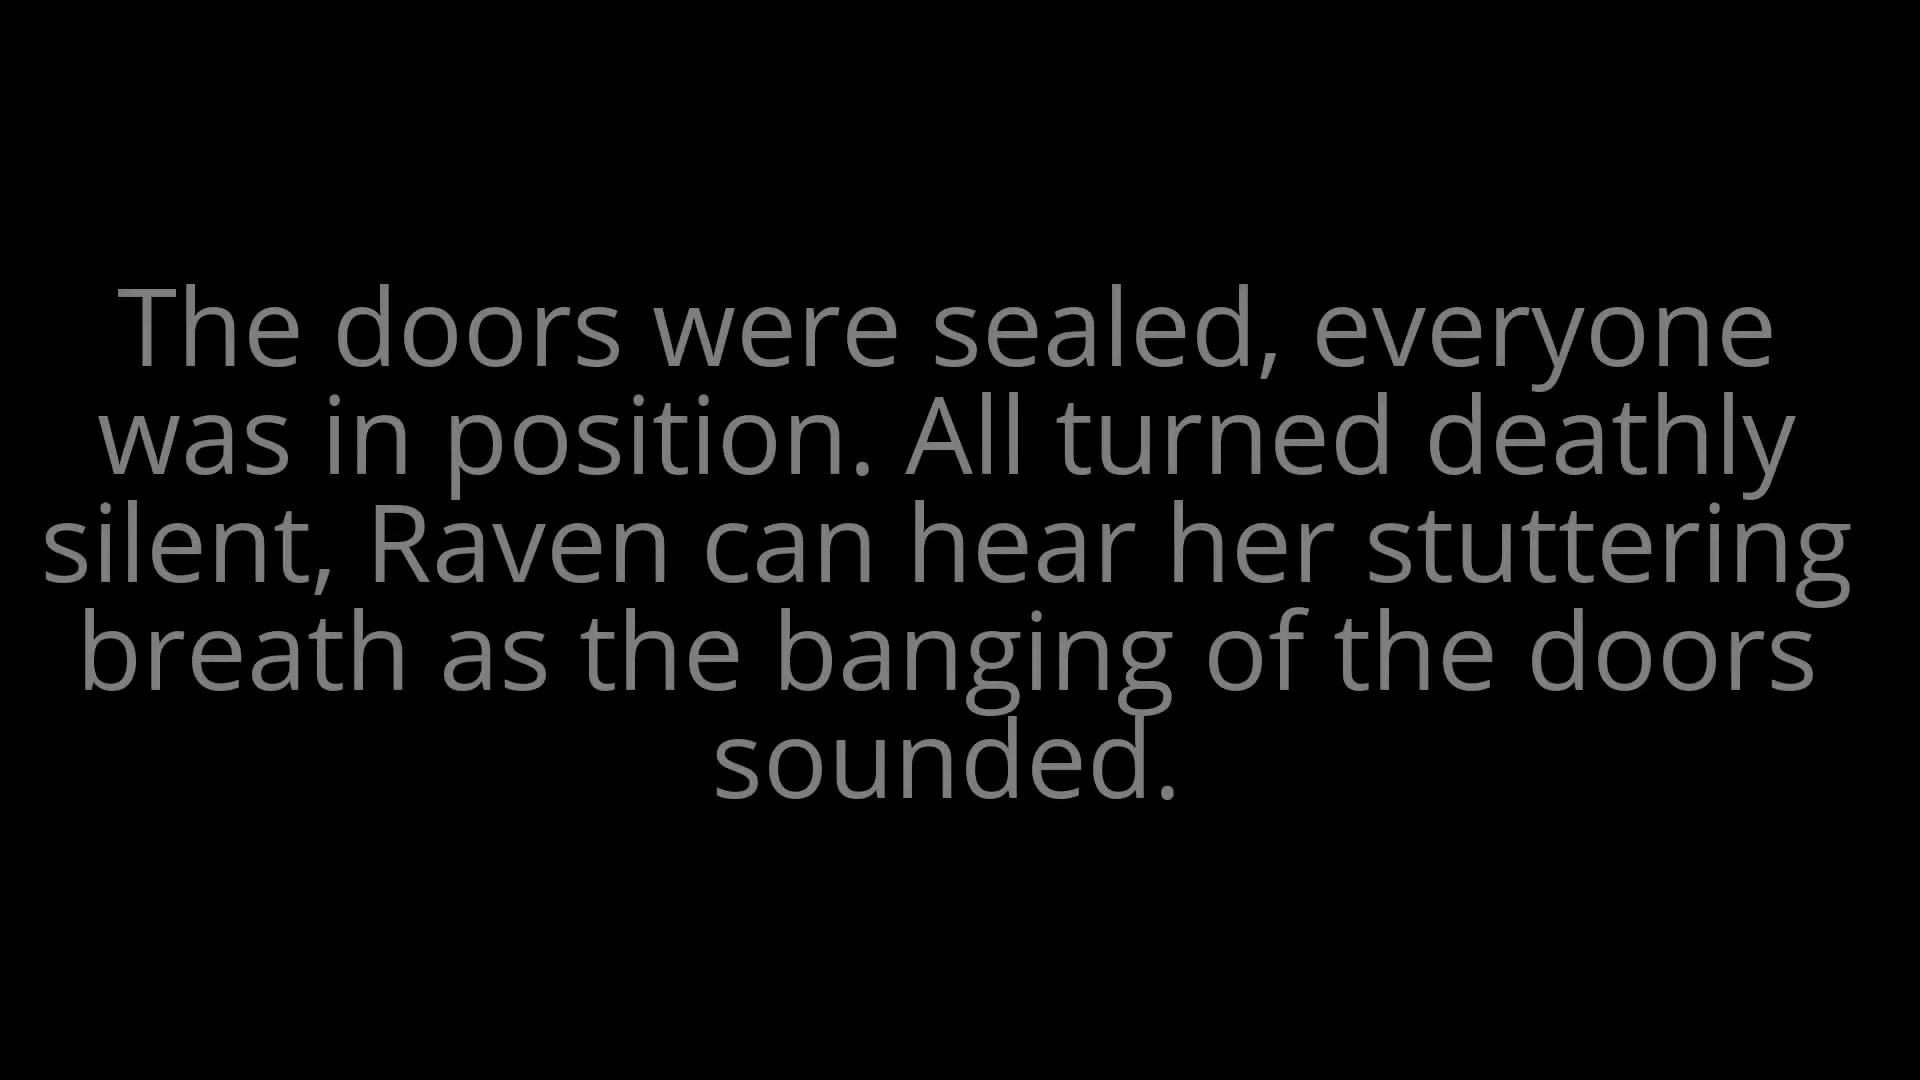 The doors were sealed, everyone
was in position. All turned deathly
silent, Raven can hear her stuttering
breath as the banging of the doors
sounded.